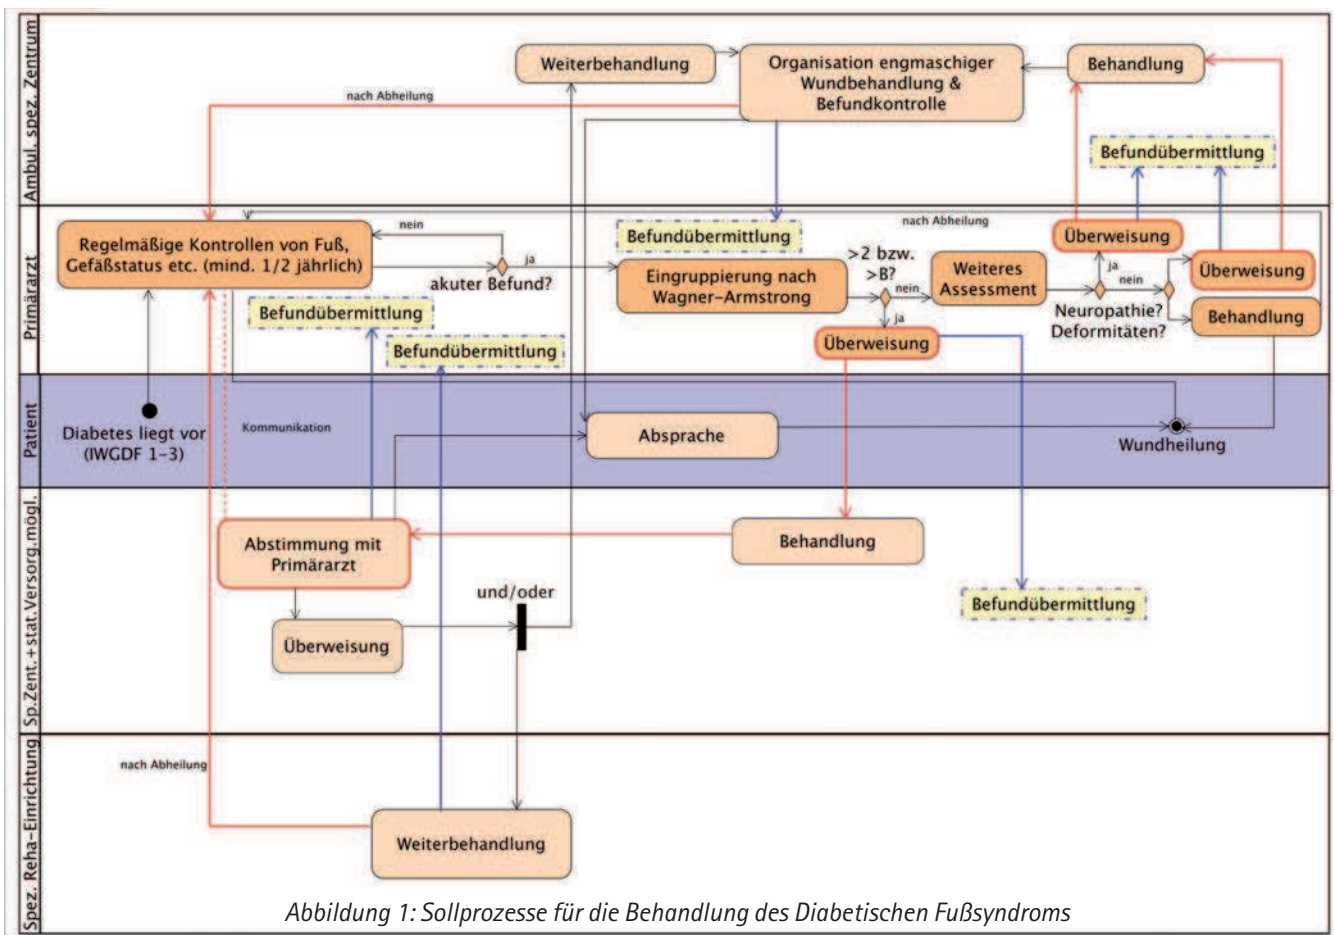 Ambul. spez. Zentrum
Weiterbehandlung
Organisation engmaschiger
Wundbehandlung &
Befundkontrolle
Behandlung
nach Abheilung
Befundübermittlung
Primärarzt
Regelmäßige Kontrollen von Fuß,
Gefäßstatus etc. (mind. 1/2 jährlich)
nein
ja
akuter Befund?
Befundübermittlung
Befundübermittlung
Befundübermittlung
Eingruppierung nach
Wagner-Armstrong
>2 bzw.
>B?
nein
ja
Überweisung
nach Abheilung
Weiteres
Assessment
Überweisung
ja
nein
Neuropathie?
Deformitäten?
Überweisung
Behandlung
Patient
Diabetes liegt vor
(IWGDF 1-3)
Kommunikation
Absprache
Wundheilung
Sp.Zent.+stat.Versorg.mögl.
Abstimmung mit
Primärarzt
Behandlung
und/oder
Überweisung
Befundübermittlung
Spez. Reha-Einrichtung
nach Abheilung
Weiterbehandlung
Abbildung 1: Sollprozesse für die Behandlung des Diabetischen Fußsyndroms